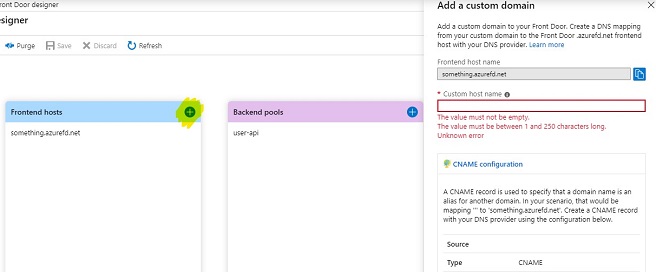 ront Door designer
signer
Purge Save Discard Refresh
Frontend hosts
something.azurefd.net
Backend pools
user-api
Add a custom domain
Add a custom domain to your Front Door. Create a DNS mapping
from your custom domain to the Front Door .azurefd.net frontend
host with your DNS provider. Learn more
Frontend host name
something.azurefd.net
* Custom host name
The value must not be empty.
The value must be between 1 and 250 characters long.
Unknown error
CNAME configuration
A CNAME record is used to specify that a domain name is an
alias for another domain. In your scenario, that would be
mapping "" to 'something.azurefd.net'. Create a CNAME record
with your DNS provider using the configuration below.
Source
Type CNAME